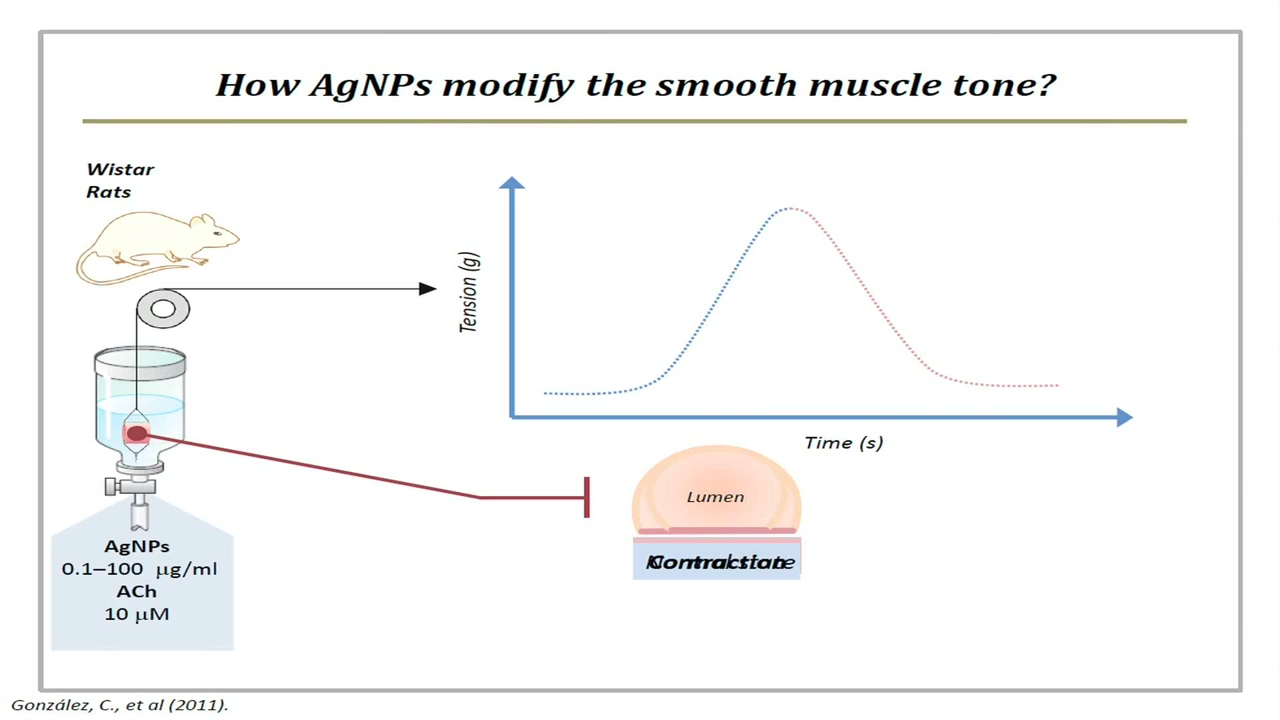 How AgNPs modify the smooth muscle tone?
Wistar
Rats
Tension (g)
Time (s)
Lumen
Contraction
AgNPs
0.1–100 µg/ml
ACh
10 µM
González, C., et al (2011).